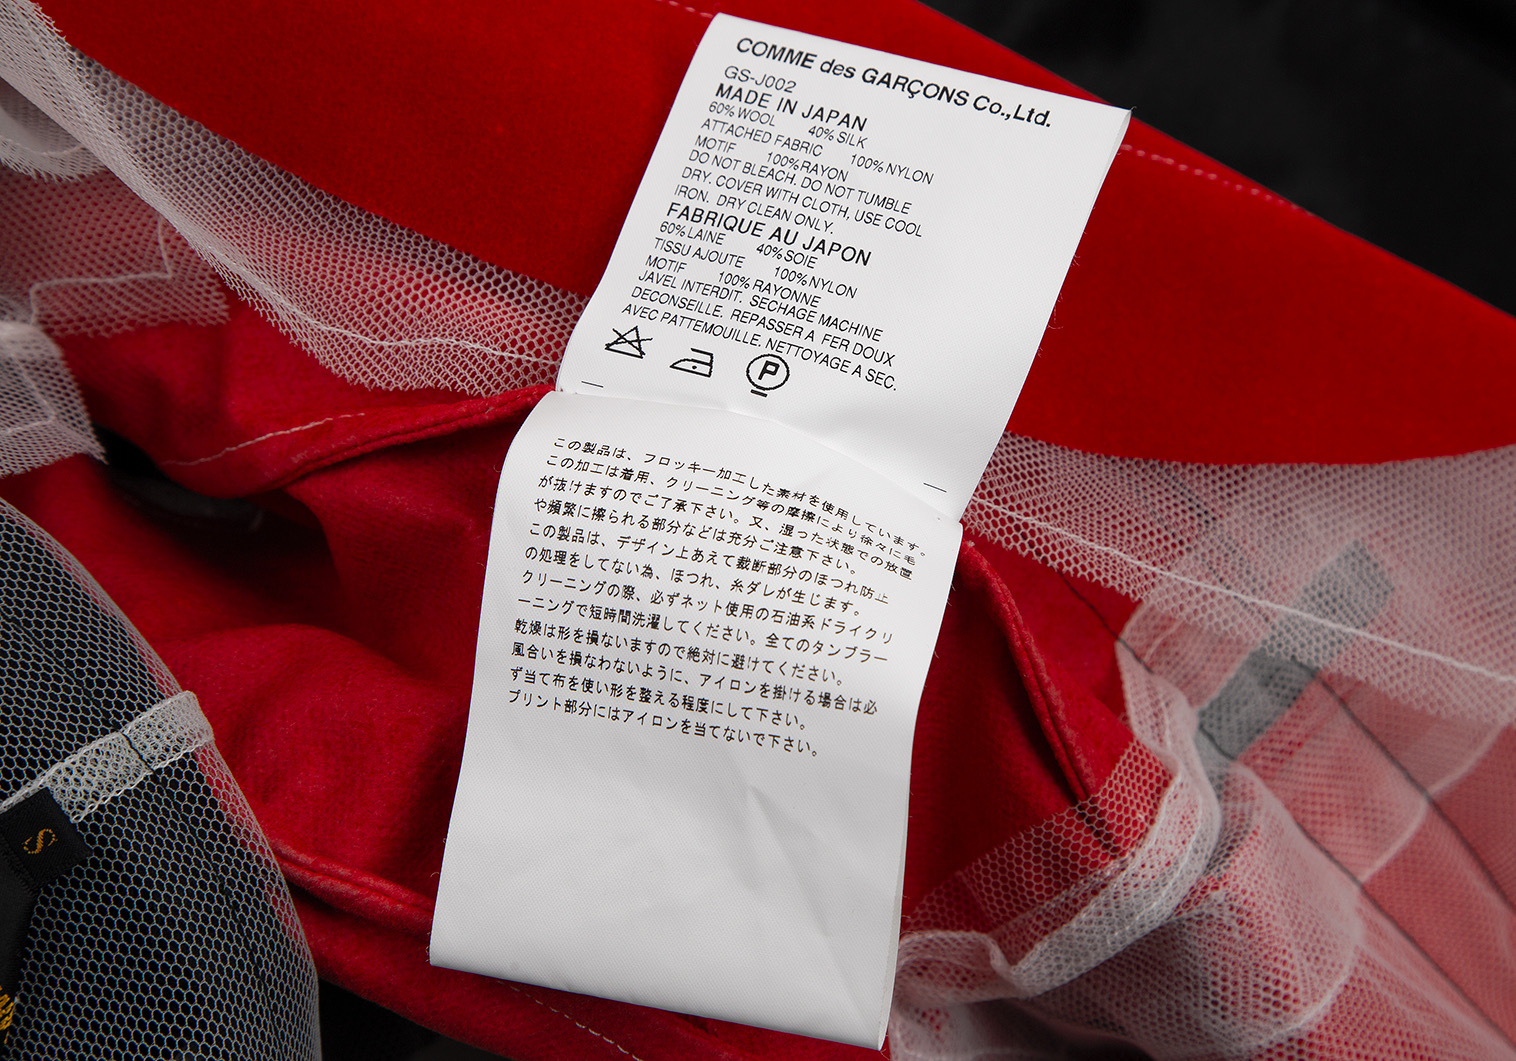 COMME des GARÇONS Co.,Ltd.
GS-J002
MADE IN JAPAN
60% WOOL 40% SILK
ATTACHED FABRIC 100% NYLON
MOTIF 100% RAYON
DO NOT BLEACH. DO NOT TUMBLE
DRY. COVER WITH CLOTH, USE COOL
IRON. DRY CLEAN ONLY.
FABRIQUE AU JAPON
60% LAINE 40% SOIE
TISSU AJOUTE 100% NYLON
MOTIF 100% RAYONNE
JAVEL INTERDIT. SECHAGE MACHINE
DECONSEILLE. REPASSER A FER DOUX
AVEC PATTEMOUILLE. NETTOYAGE A SEC.
P
この製品は、フロッキー加工した素材を使用しています。
この加工は着用、クリーニング等の摩擦により徐々に毛
が抜けますのでご了承下さい。又、湿った状態での放置
や頻繁に擦られる部分などは充分ご注意下さい。
この製品は、デザイン上あえて裁断部分のほつれ防止
の処理をしてない為、ほつれ、糸ダレが生じます。
クリーニングの際、必ずネット使用の石油系ドライクリ
ーニングで短時間洗濯してください。全てのタンブラー
乾燥は形を損ないますので絶対に避けてください。
風合いを損なわないように、アイロンを掛ける場合は必
ず当て布を使い形を整える程度にして下さい。
プリント部分にはアイロンを当てないで下さい。
S